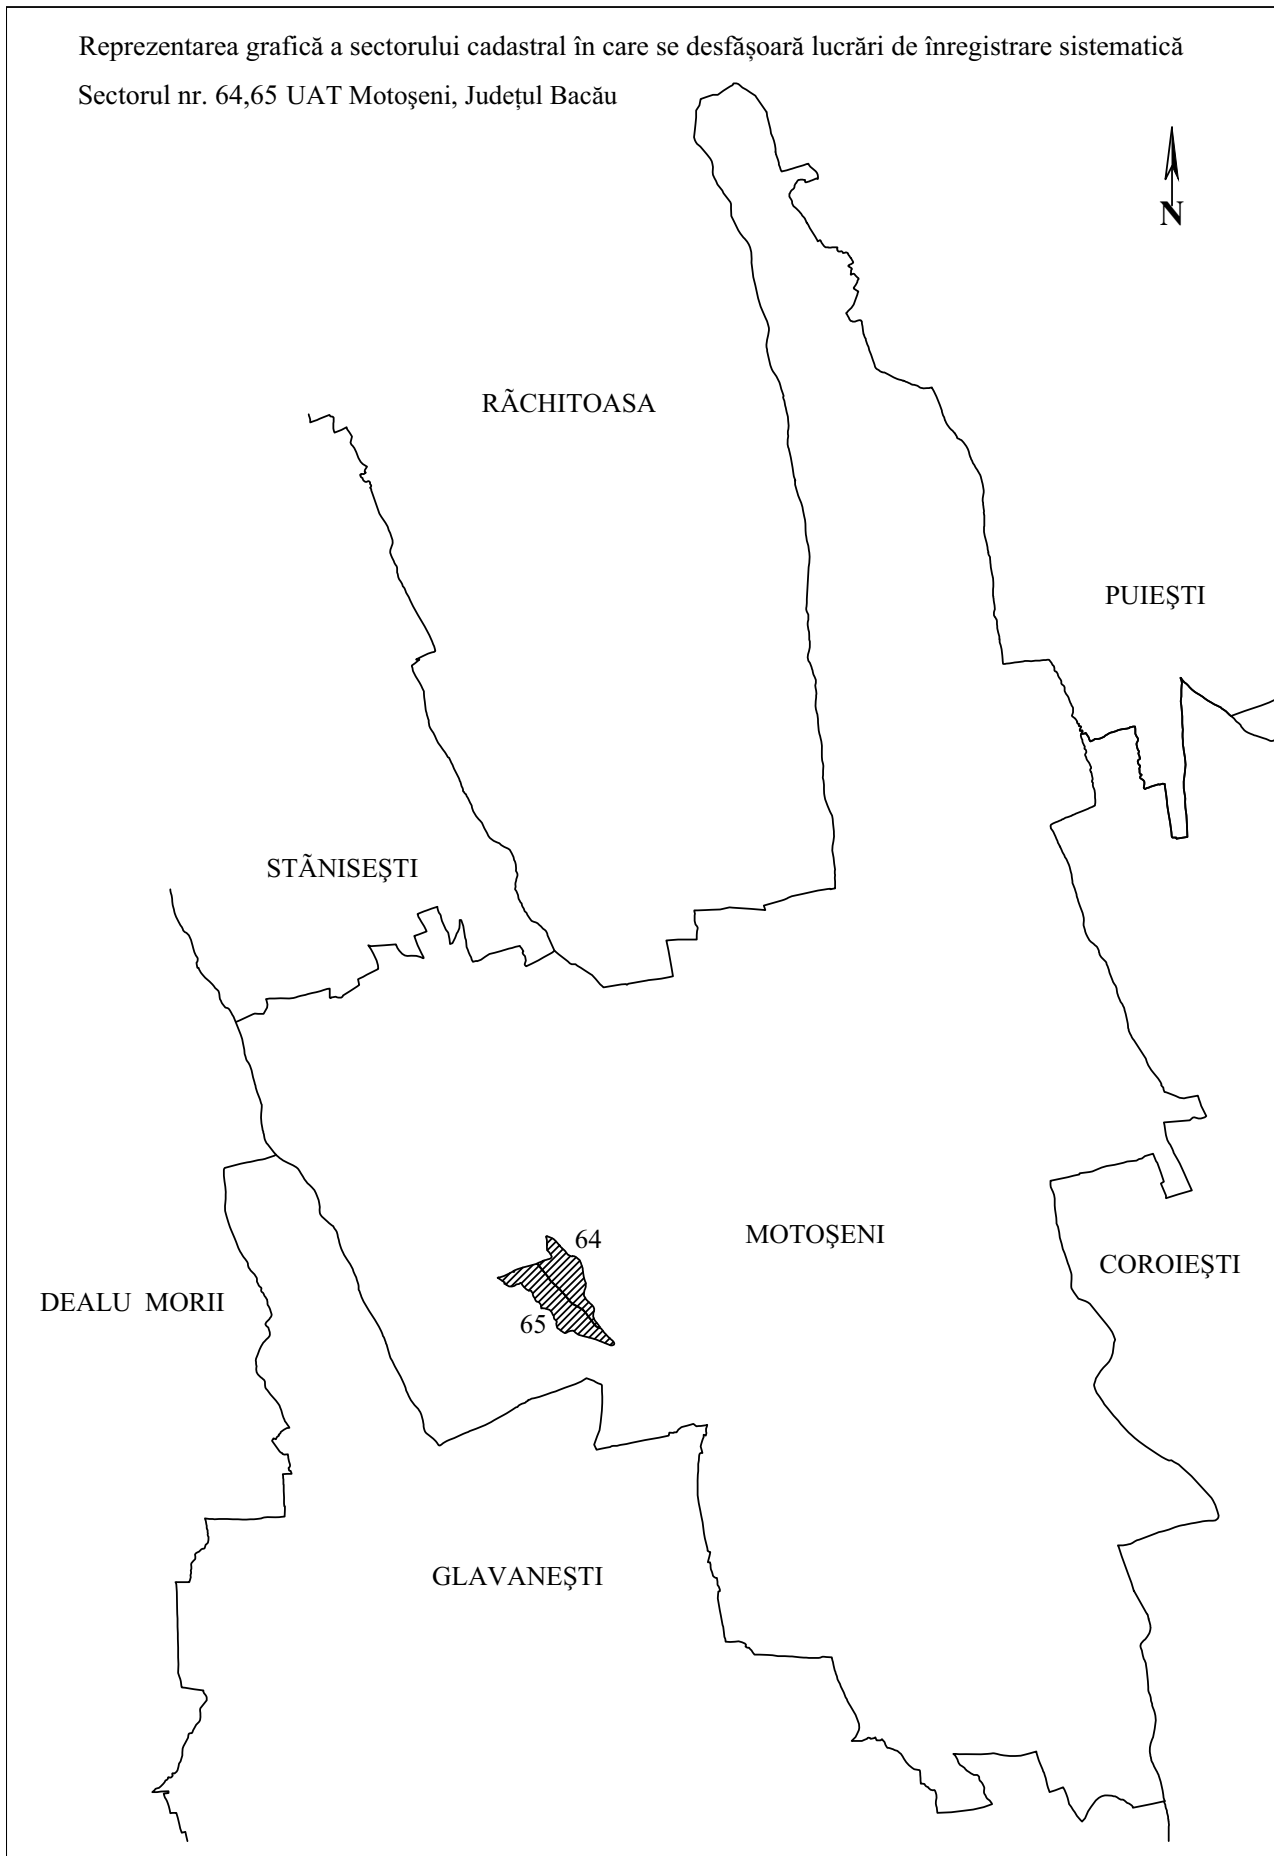 Reprezentarea grafică a sectorului cadastral în care se desfășoară lucrări de înregistrare sistematică
Sectorul nr. 64,65 UAT Motoşeni, Județul Bacău
N
RÃCHITOASA
PUIEŞTI
STÃNISEŞTI
64
MOTOŞENI
COROIEŞTI
DEALU MORII
65
GLAVANEŞTI